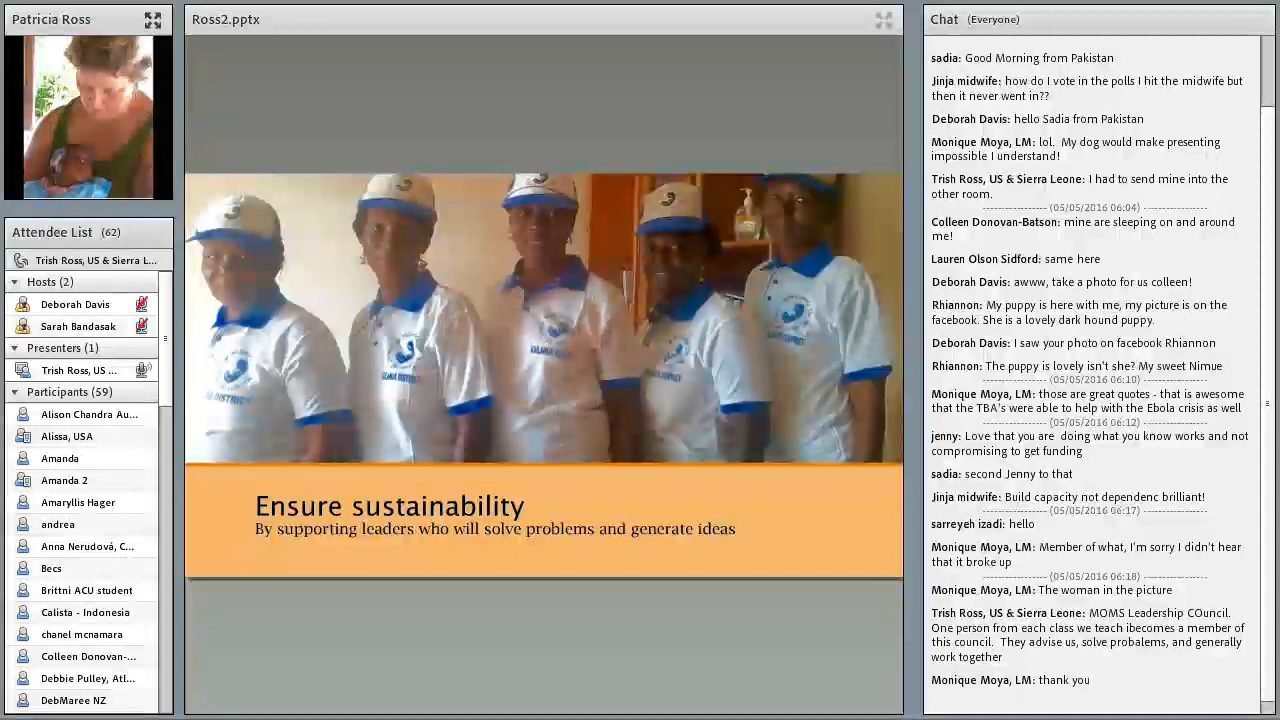 Patricia Ross
Attendee List (62)
Trish Ross, US & Sierra L...
Hosts (2)
Deborah Davis
Sarah Bandasak
Presenters (1)
Trish Ross, US ...
Participants (59)
Alison Chandra Au...
Alissa, USA
Amanda
Amanda 2
Amaryllis Hager
andrea
Anna Nerudová, C...
Becs
Brittni ACU student
Calista - Indonesia
chanel mcnamara
Colleen Donovan-...
Debbie Pulley, Atl...
DebMaree NZ
Ross2.pptx
Ensure sustainability
By supporting leaders who will solve problems and generate ideas
Chat (Everyone)
sadia: Good Morning from Pakistan
Jinja midwife: how do I vote in the polls I hit the midwife but
then it never went in??
Deborah Davis: hello Sadia from Pakistan
Monique Moya, LM: lol. My dog would make presenting
impossible I understand!
Trish Ross, US & Sierra Leone: I had to send mine into the
other room.
---------------- (05/05/2016 06:04) ----------------
Colleen Donovan-Batson: mine are sleeping on and around
me!
Lauren Olson Sidford: same here
Deborah Davis: awww, take a photo for us colleen!
Rhiannon: My puppy is here with me, my picture is on the
facebook. She is a lovely dark hound puppy.
Deborah Davis: I saw your photo on facebook Rhiannon
Rhiannon: The puppy is lovely isn't she? My sweet Nimue
---------------- (05/05/2016 06:10) ----------------
Monique Moya, LM: those are great quotes - that is awesome
that the TBA's were able to help with the Ebola crisis as well
---------------- (05/05/2016 06:12) ----------------
jenny: Love that you are doing what you know works and not
compromising to get funding
sadia: second Jenny to that
Jinja midwife: Build capacity not dependenc brilliant!
---------------- (05/05/2016 06:17) ----------------
sarreyeh izadi: hello
Monique Moya, LM: Member of what, I'm sorry I didn't hear
that it broke up
---------------- (05/05/2016 06:18) ----------------
Monique Moya, LM: The woman in the picture
Trish Ross, US & Sierra Leone: MOMS Leadership COuncil.
One person from each class we teach ibecomes a member of
this council. They advise us, solve probalems, and generally
work together
Monique Moya, LM: thank you